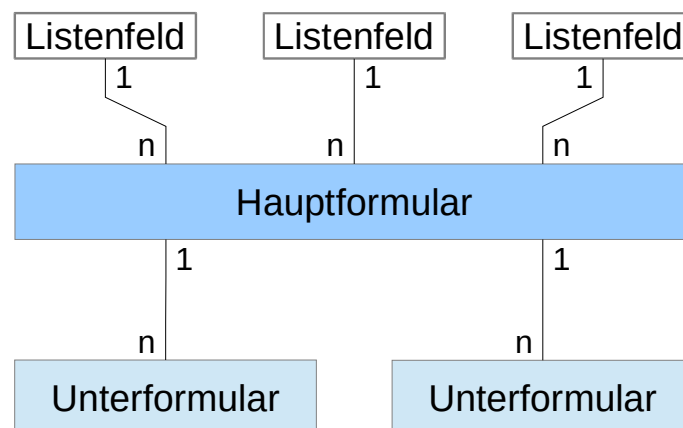 Listenfeld Listenfeld Listenfeld
1 1 1
n n n
Hauptformular
1 1
n n
Unterformular Unterformular